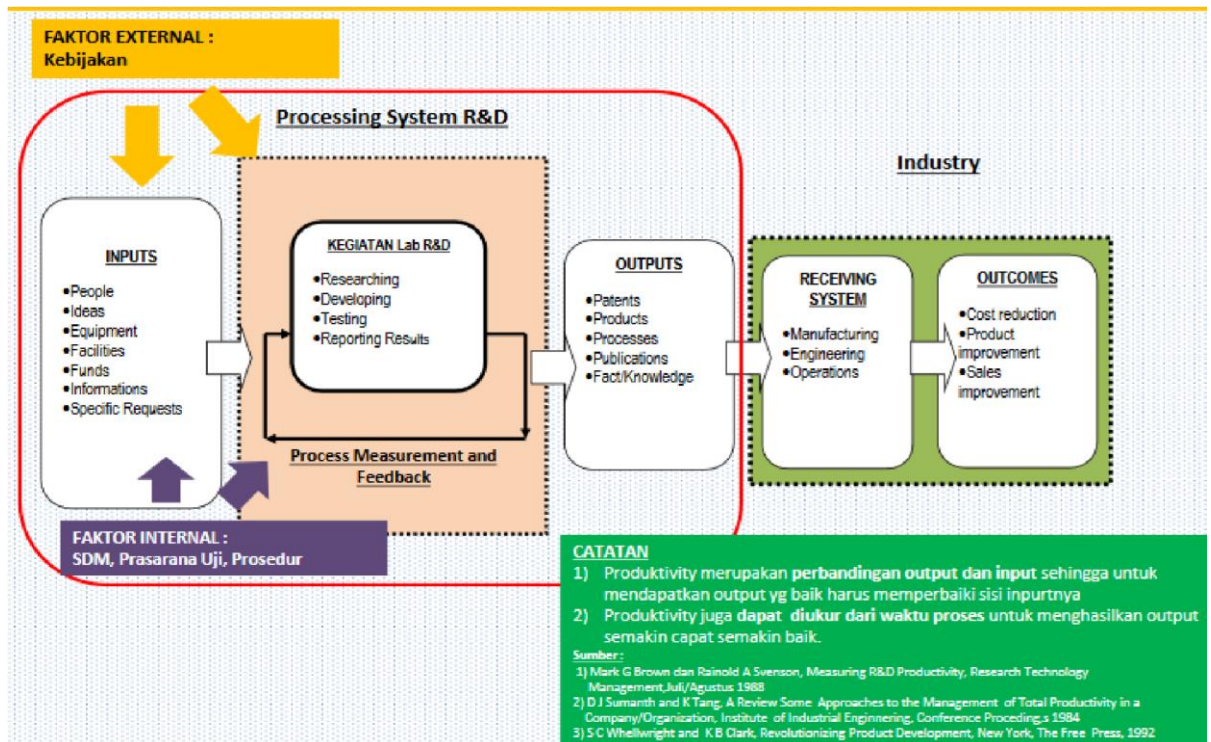 FAKTOR EXTERNAL :
Kebijakan
Processing System R&D
Industry
INPUTS
•People
•Ideas
•Equipment
•Facilities
•Funds
•Informations
•Specific Requests
KEGIATAN Lab R&D
•Researching
•Developing
•Testing
•Reporting Results
Process Measurement and
Feedback
OUTPUTS
•Patents
•Products
•Processes
•Publications
•Fact/Knowledge
RECEIVING
SYSTEM
•Manufacturing
•Engineering
•Operations
OUTCOMES
•Cost reduction
•Product
improvement
•Sales
improvement
FAKTOR INTERNAL :
SDM, Prasarana Uji, Prosedur
CATATAN
1) Produktivity merupakan perbandingan output dan input sehingga untuk
mendapatkan output yg baik harus memperbaiki sisi inpurtnya
2) Produktivity juga dapat diukur dari waktu proses untuk menghasilkan output
semakin capat semakin baik.
Sumber :
1) Mark G Brown dan Rainold A Svenson, Measuring R&D Productivity, Research Technology
Management,Juli/Agustus 1988
2) D J Sumanth and K Tang, A Review Some Approaches to the Management of Total Productivity in a
Company/Organization, Institute of Industrial Enginnering, Conference Proceding,s 1984
3) S C Whellwright and K B Clark, Revolutionizing Product Development, New York, The Free Press, 1992